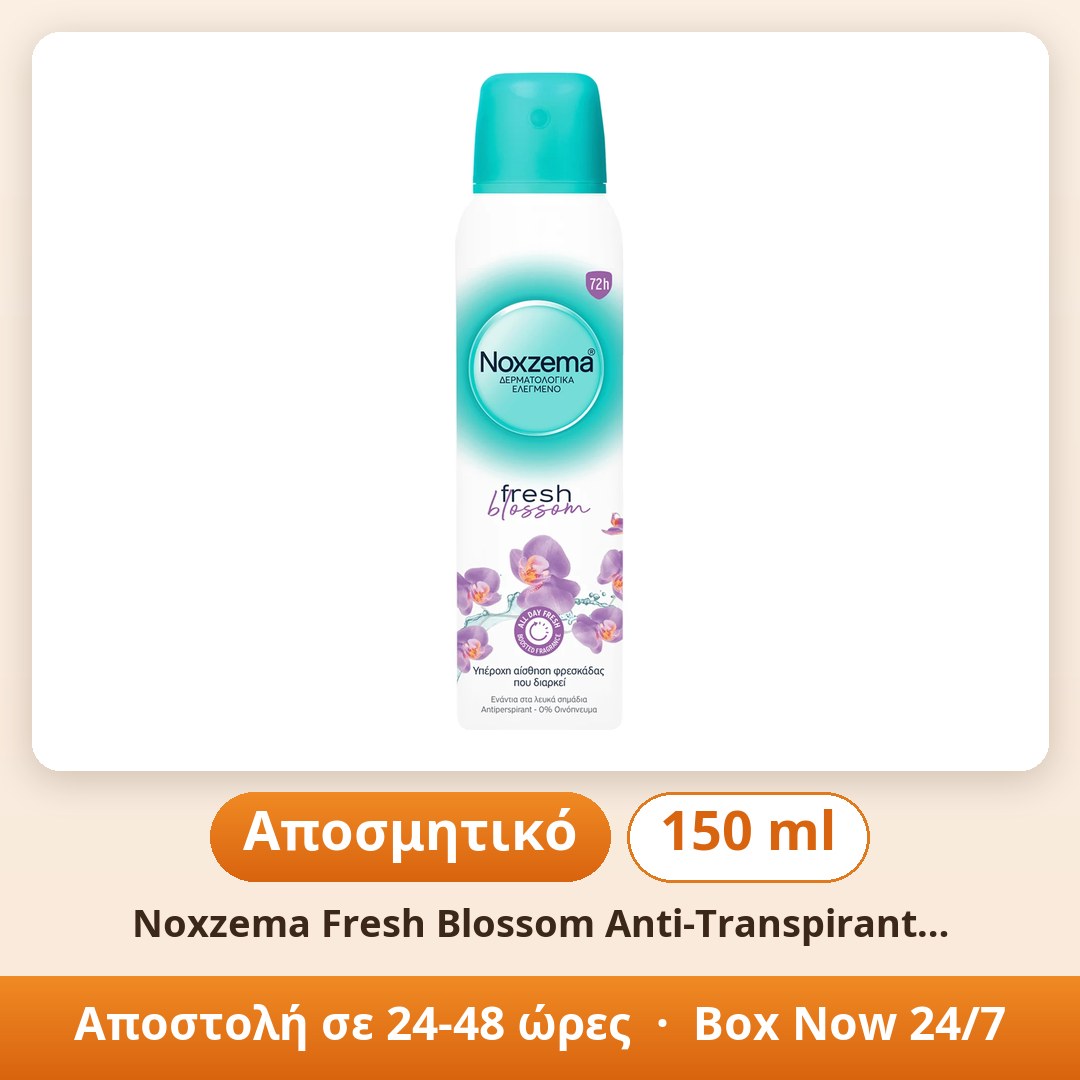 72h
Noxzema®
ΔΕΡΜΑΤΟΛΟΓΙΚΑ
ΕΛΕΓΜΕΝΟ
fresh
blossom
ALL DAY FRESH
BOOSTED FRAGRANCE
Υπέροχη αίσθηση φρεσκάδας
που διαρκεί
Ενάντια στα λευκά σημάδια
Antiperspirant - 0% Οινόπνευμα
Αποσμητικό
150 ml
Noxzema Fresh Blossom Anti-Transpirant...
Αποστολή σε 24-48 ώρες · Box Now 24/7